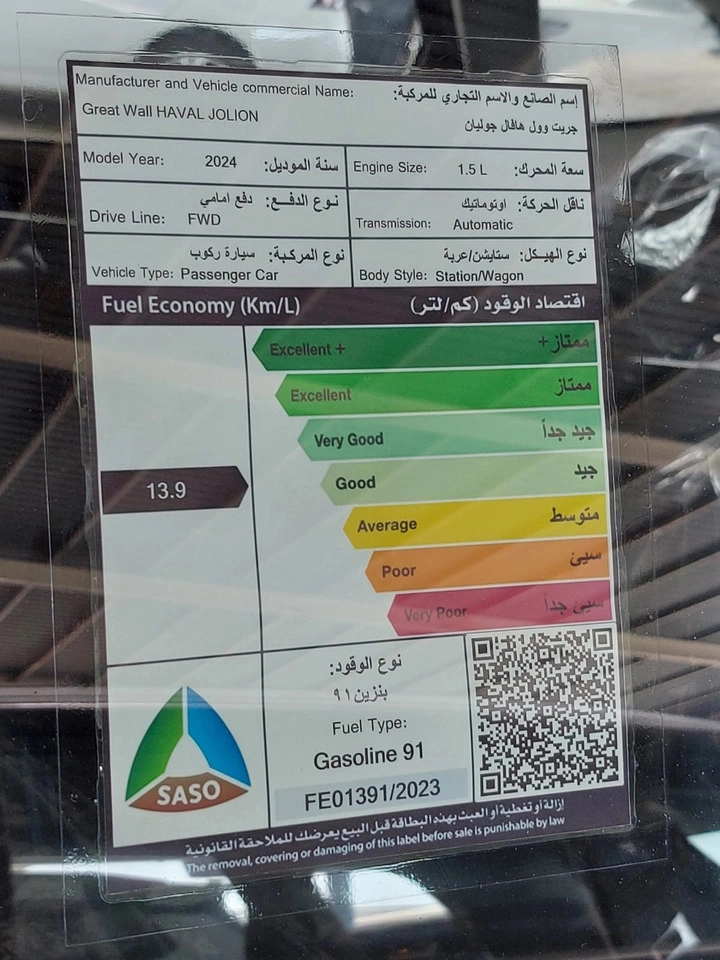 Manufacturer and Vehicle commercial Name: إسم الصانع والاسم التجاري للمركبة:
Great Wall HAVAL JOLION
جريت وول هافال جوليان
Model Year: 2024 سنة الموديل:
Engine Size: 1.5 L سعة المحرك:
نوع الدفع: دفع امامي
Drive Line: FWD
ناقل الحركة: اوتوماتيك
Transmission: Automatic
نوع المركبة: سيارة ركوب
Vehicle Type: Passenger Car
نوع الهيكل: ستايشن/عربة
Body Style: Station/Wagon
Fuel Economy (Km/L) اقتصاد الوقود (كم/لتر)
Excellent + ممتاز+
Excellent ممتاز
Very Good جيد جداً
Good جيد
13.9
Average متوسط
Poor سيئ
Very Poor سيئ جداً
نوع الوقود:
بنزين٩١
Fuel Type:
Gasoline 91
FE01391/2023
SASO
إزالة أو تغطية أو العبث بهذه البطاقة قبل البيع يعرضك للملاحقة القانونية
The removal, covering or damaging of this label before sale is punishable by law